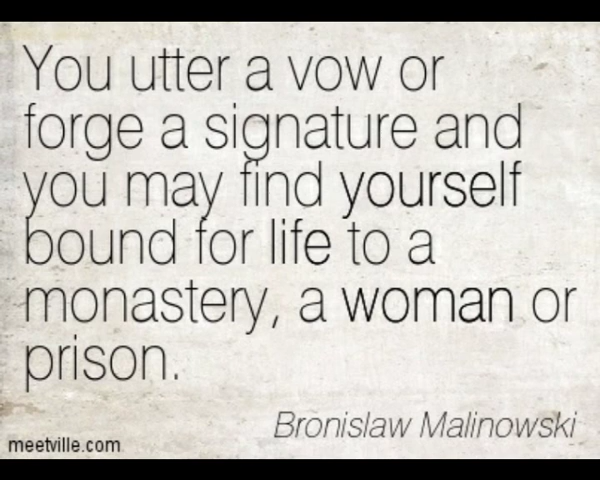 You utter a vow or
forge a signature and
you may find yourself
bound for life to a
monastery, a woman or
prison.
Bronislaw Malinowski
meetville.com